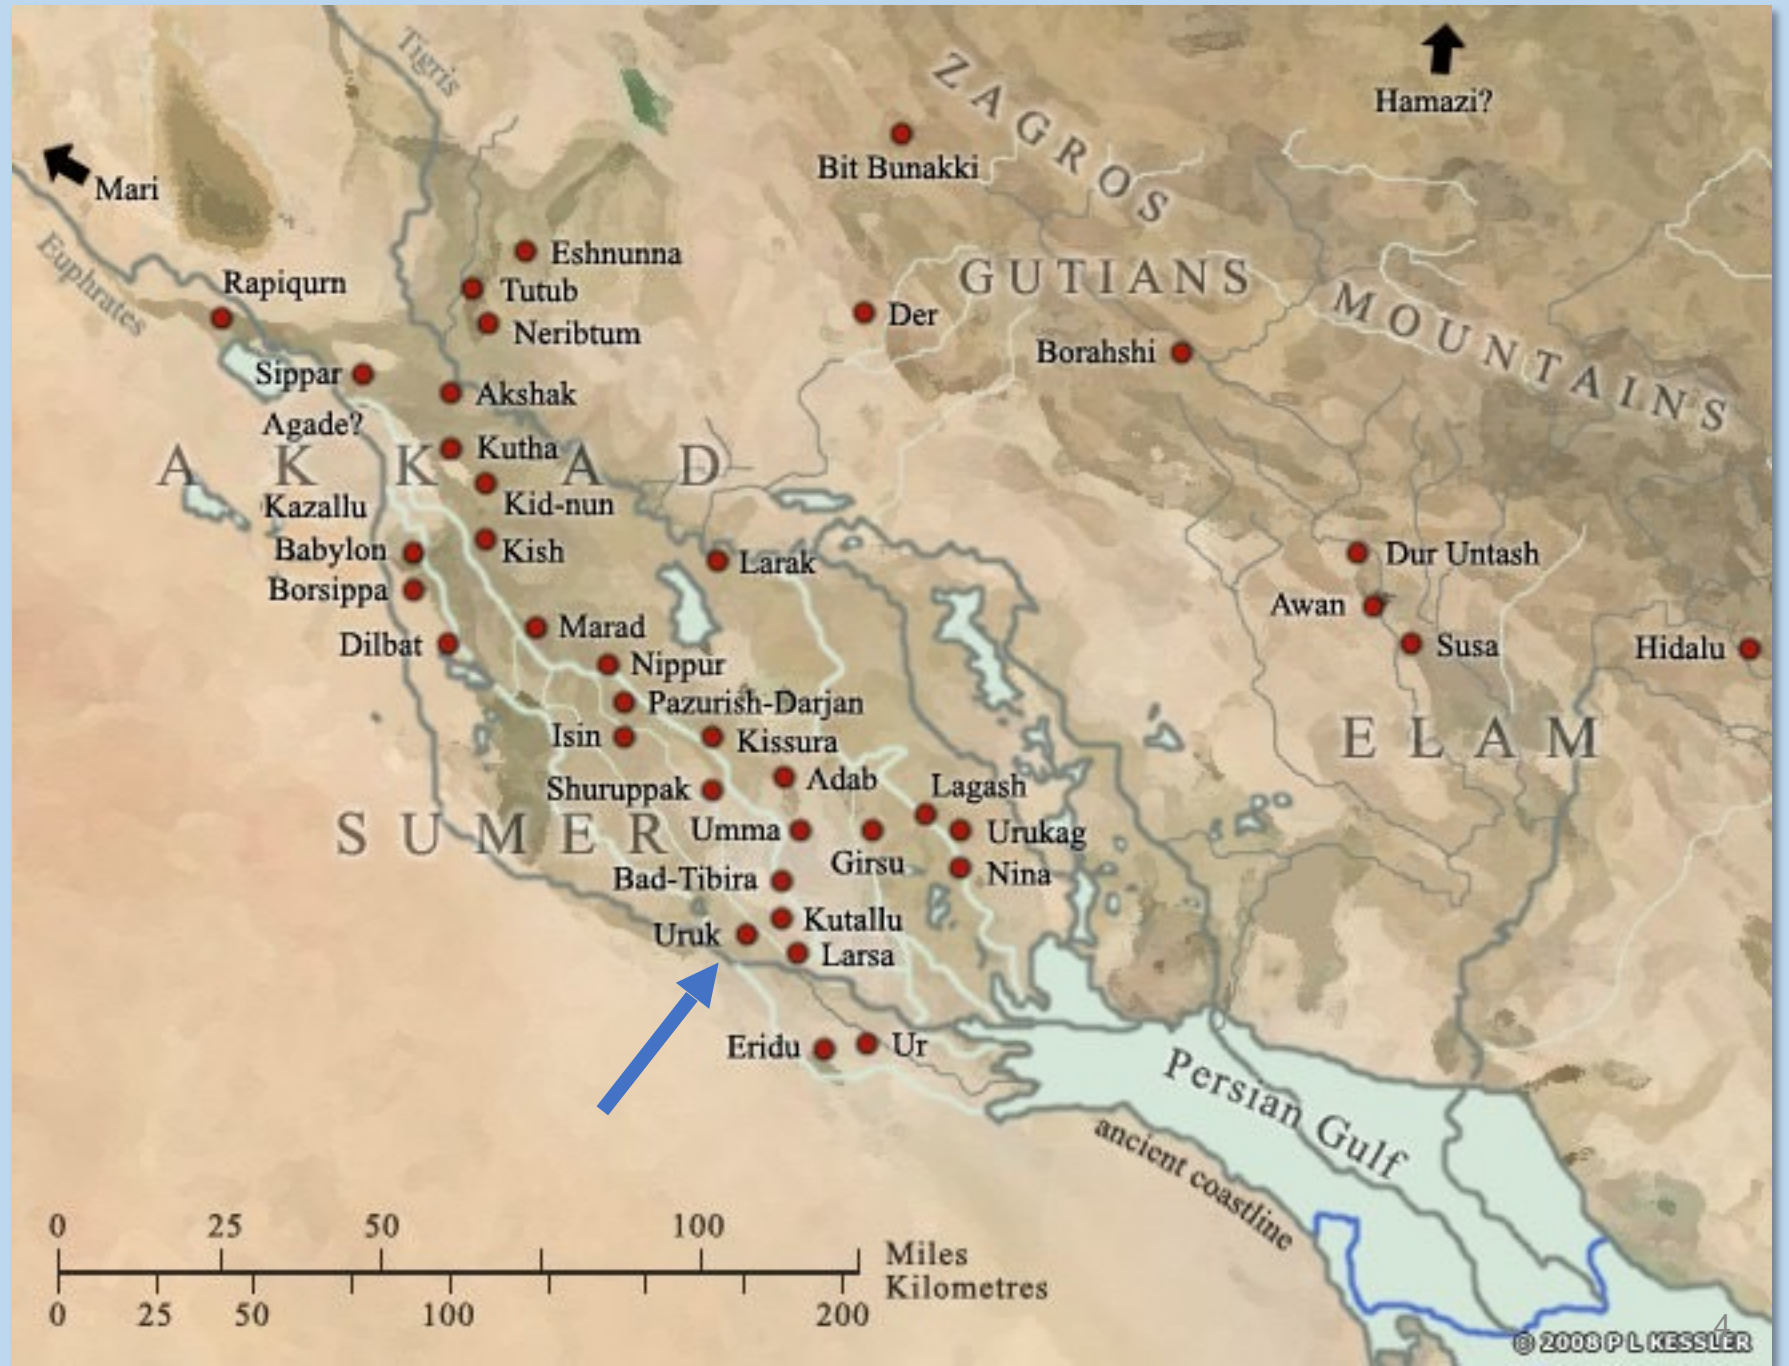 Tigris
ZAGROS
Hamazi?
Bit Bunakki
Mari
Euphrates
Eshnunna
Rapiqurn
Tutub
GUTIANS
MOUNTAINS
Der
Neribtum
Borahshi
Sippar
Akshak
Agade?
Kutha
AKKAD
Kazallu
Kid-nun
Babylon
Kish
Larak
Dur Untash
Borsippa
Awan
Marad
Dilbat
Susa
Hidalu
Nippur
Pazurish-Darjan
Isin
Kissura
ELAM
Shuruppak
Adab
Lagash
SUMER
Umma
Urukag
Girsu
Bad-Tibira
Nina
Uruk
Kutallu
Larsa
Eridu
Ur
Persian Gulf
ancient coastline
0 25 50 100
Miles
Kilometres
0 25 50 100 200
4
© 2008 P L KESSLER